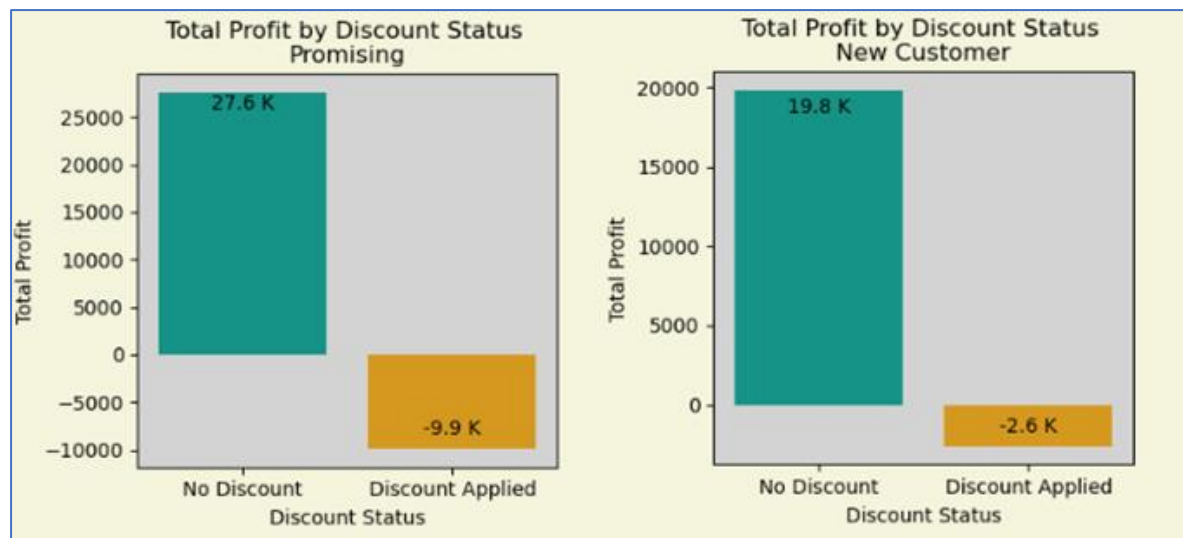 Total Profit by Discount Status
Promising
27.6 K
25000
20000
15000
10000
5000
0
−5000
−10000
-9.9 K
Total Profit
No Discount
Discount Applied
Discount Status
Total Profit by Discount Status
New Customer
20000
19.8 K
15000
10000
5000
0
-2.6 K
Total Profit
No Discount
Discount Applied
Discount Status